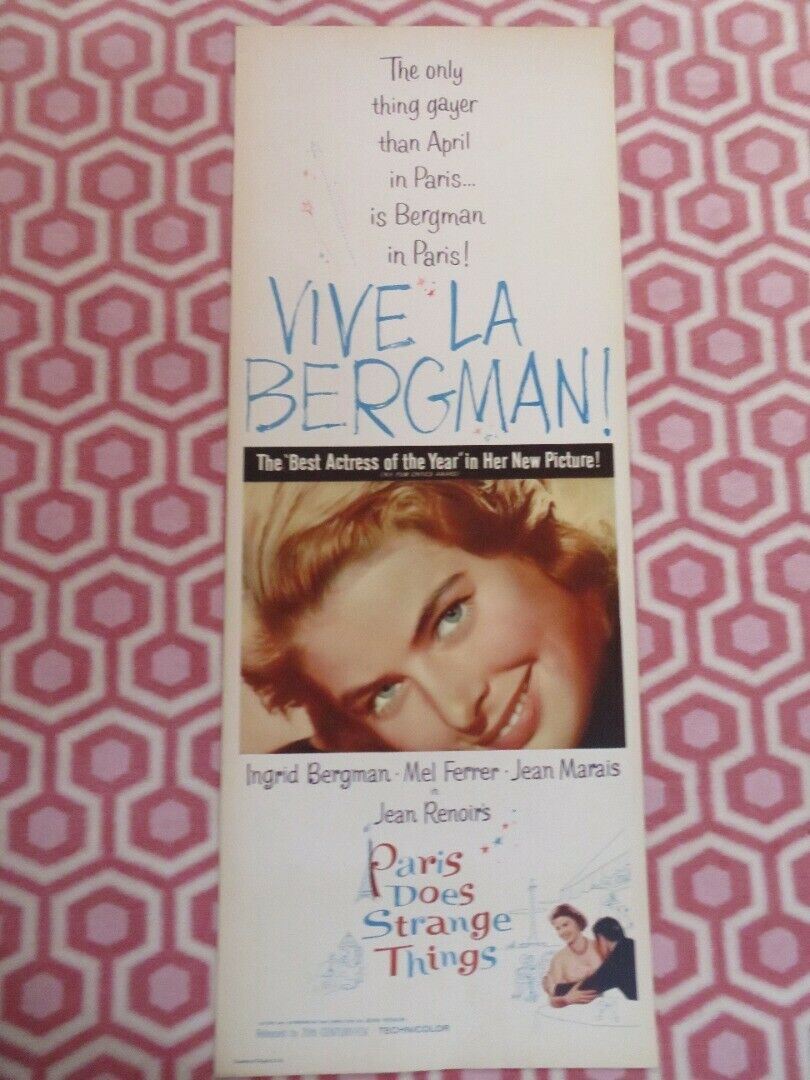 The only
thing gayer
than April
in Paris...
is Bergman
in Paris!
VIVE LA
BERGMAN!
The "Best Actress of the Year" in Her New Picture!
Ingrid Bergman - Mel Ferrer - Jean Marais
in
Jean Renoir's
Paris
Does
Strange
Things
TECHNICOLOR